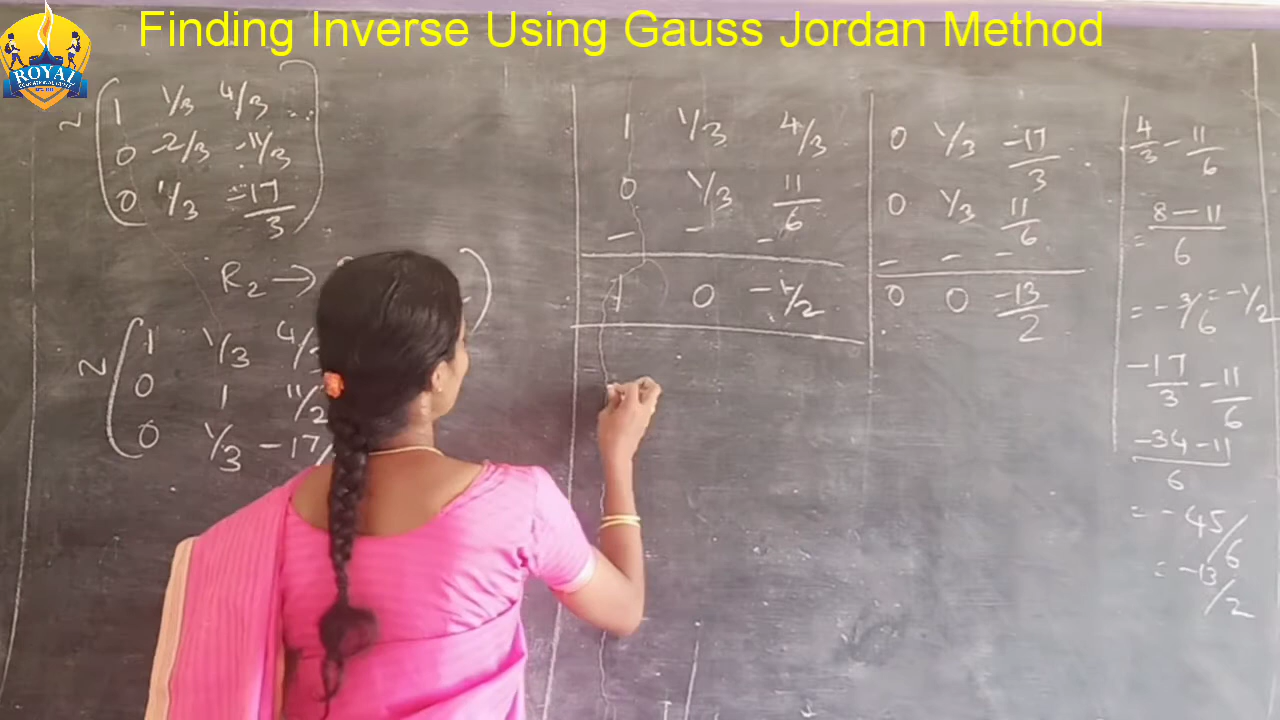 Finding Inverse Using Gauss Jordan Method
ROYAL
~ ( 1 1/3 4/3
0 -2/3 -11/3
0 1/3 -17/3 )
R2 →
~ ( 1 1/3
0 1 11/2
0 1/3 -17/
1 1/3 4/3
0 1/3 11/6
- - -
1 0 -1/2
0 1/3 -17/3
0 1/3 11/6
- - -
0 0 -13/2
4/3 - 11/6
= 8-11/6
= -3/6 = -1/2
-17/3 - 11/6
-34-11/6
= -45/6
= -13/2